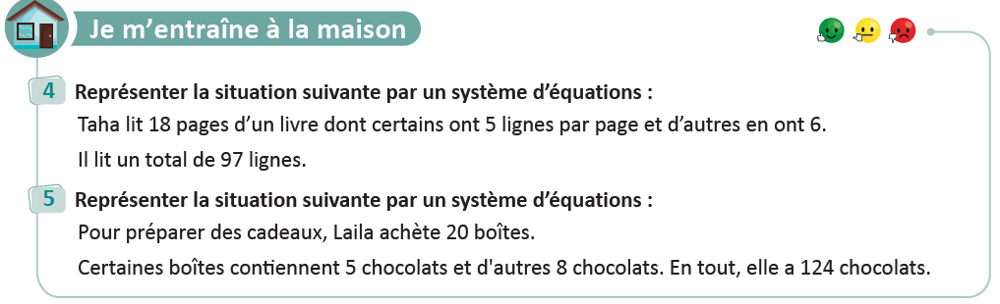 Je m’entraîne à la maison
4 Représenter la situation suivante par un système d’équations :
Taha lit 18 pages d’un livre dont certains ont 5 lignes par page et d’autres en ont 6.
Il lit un total de 97 lignes.
5 Représenter la situation suivante par un système d’équations :
Pour préparer des cadeaux, Laila achète 20 boîtes.
Certaines boîtes contiennent 5 chocolats et d'autres 8 chocolats. En tout, elle a 124 chocolats.